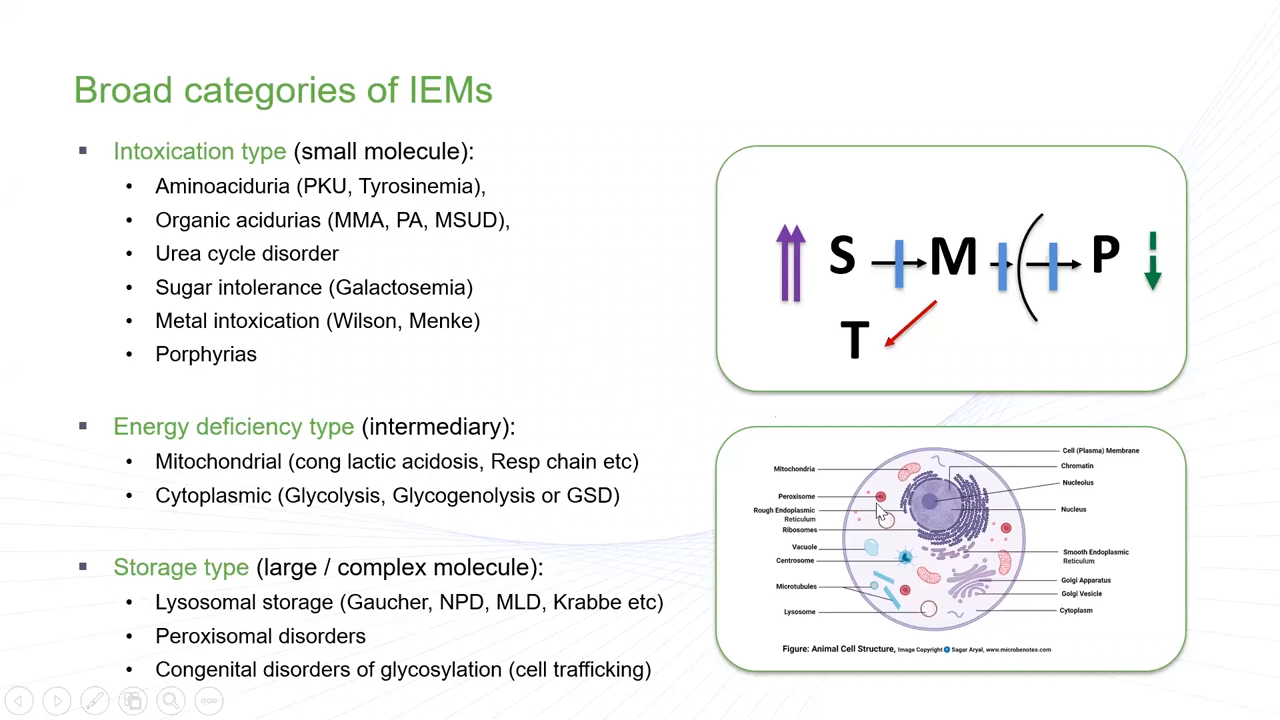 Broad categories of IEMs
▪ Intoxication type (small molecule):
• Aminoaciduria (PKU, Tyrosinemia),
• Organic acidurias (MMA, PA, MSUD),
• Urea cycle disorder
• Sugar intolerance (Galactosemia)
• Metal intoxication (Wilson, Menke)
• Porphyrias
▪ Energy deficiency type (intermediary):
• Mitochondrial (cong lactic acidosis, Resp chain etc)
• Cytoplasmic (Glycolysis, Glycogenolysis or GSD)
▪ Storage type (large / complex molecule):
• Lysosomal storage (Gaucher, NPD, MLD, Krabbe etc)
• Peroxisomal disorders
• Congenital disorders of glycosylation (cell trafficking)
S M P
T
Mitochondria
Peroxisome
Rough Endoplasmic
Reticulum
Ribosomes
Vacuole
Centrosome
Microtubules
Lysosome
Cell (Plasma) Membrane
Chromatin
Nucleolus
Nucleus
Smooth Endoplasmic
Reticulum
Golgi Apparatus
Golgi Vesicle
Cytoplasm
Figure: Animal Cell Structure, Image Copyright Sagar Aryal, www.microbenotes.com